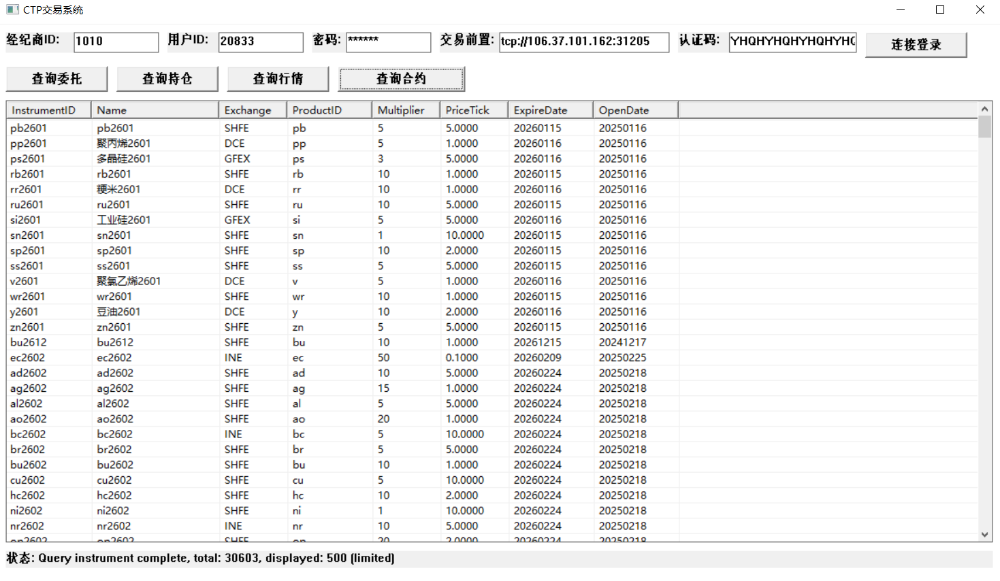 CTP交易系统
经纪商ID: 1010 用户ID: 20833 密码: ****** 交易前置: tcp://106.37.101.162:31205 认证码: YHQHYHQHYHQHYHQ 连接登录
查询委托 查询持仓 查询行情 查询合约
InstrumentID Name Exchange ProductID Multiplier PriceTick ExpireDate OpenDate
pb2601 pb2601 SHFE pb 5 5.0000 20260115 20250116
pp2601 聚丙烯2601 DCE pp 5 1.0000 20260116 20250116
ps2601 多晶硅2601 GFEX ps 3 5.0000 20260116 20250116
rb2601 rb2601 SHFE rb 10 1.0000 20260115 20250116
rr2601 粳米2601 DCE rr 10 1.0000 20260116 20250116
ru2601 ru2601 SHFE ru 10 5.0000 20260115 20250116
si2601 工业硅2601 GFEX si 5 5.0000 20260116 20250116
sn2601 sn2601 SHFE sn 1 10.0000 20260115 20250116
sp2601 sp2601 SHFE sp 10 2.0000 20260115 20250116
ss2601 ss2601 SHFE ss 5 5.0000 20260115 20250116
v2601 聚氯乙烯2601 DCE v 5 1.0000 20260116 20250116
wr2601 wr2601 SHFE wr 10 1.0000 20260115 20250116
y2601 豆油2601 DCE y 10 2.0000 20260116 20250116
zn2601 zn2601 SHFE zn 5 5.0000 20260115 20250116
bu2612 bu2612 SHFE bu 10 1.0000 20261215 20241217
ec2602 ec2602 INE ec 50 0.1000 20260209 20250225
ad2602 ad2602 SHFE ad 10 5.0000 20260224 20250218
ag2602 ag2602 SHFE ag 15 1.0000 20260224 20250218
al2602 al2602 SHFE al 5 5.0000 20260224 20250218
ao2602 ao2602 SHFE ao 20 1.0000 20260224 20250218
bc2602 bc2602 INE bc 5 10.0000 20260224 20250218
br2602 br2602 SHFE br 5 5.0000 20260224 20250218
bu2602 bu2602 SHFE bu 10 1.0000 20260224 20250218
cu2602 cu2602 SHFE cu 5 10.0000 20260224 20250218
hc2602 hc2602 SHFE hc 10 2.0000 20260224 20250218
ni2602 ni2602 SHFE ni 1 10.0000 20260224 20250218
nr2602 nr2602 INE nr 10 5.0000 20260224 20250218
op2602 op2602 SHFE op 20 2.0000 20260224 20250218
状态: Query instrument complete, total: 30603, displayed: 500 (limited)